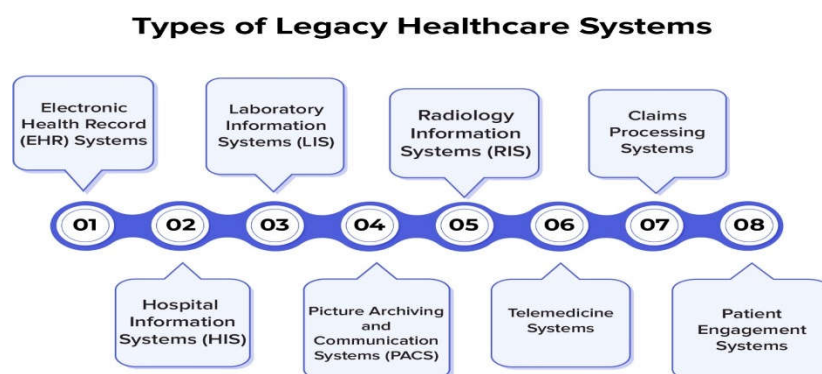 Types of Legacy Healthcare Systems
Electronic
Health Record
(EHR) Systems
Laboratory
Information
Systems (LIS)
Radiology
Information
Systems (RIS)
Claims
Processing
Systems
01
02
03
04
05
06
07
08
Hospital
Information
Systems (HIS)
Picture Archiving
and
Communication
Systems (PACS)
Telemedicine
Systems
Patient
Engagement
Systems